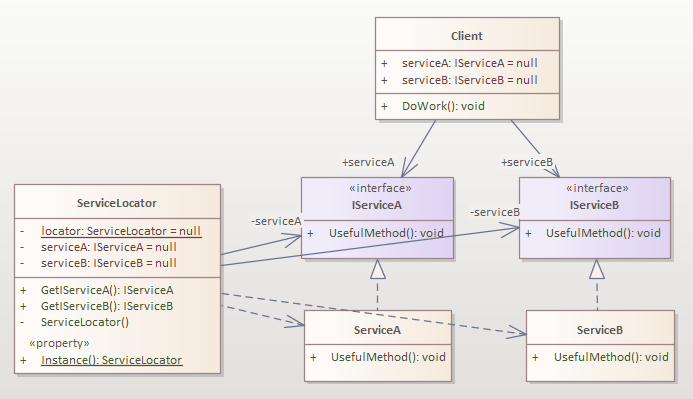 Client
+ serviceA: IServiceA = null
+ serviceB: IServiceB = null
+ DoWork(): void
+serviceA
+serviceB
«interface»
IServiceA
+ UsefulMethod(): void
«interface»
IServiceB
+ UsefulMethod(): void
-serviceA
-serviceB
ServiceLocator
- locator: ServiceLocator = null
- serviceA: IServiceA = null
- serviceB: IServiceB = null
+ GetIServiceA(): IServiceA
+ GetIServiceB(): IServiceB
- ServiceLocator()
«property»
+ Instance(): ServiceLocator
ServiceA
+ UsefulMethod(): void
ServiceB
+ UsefulMethod(): void